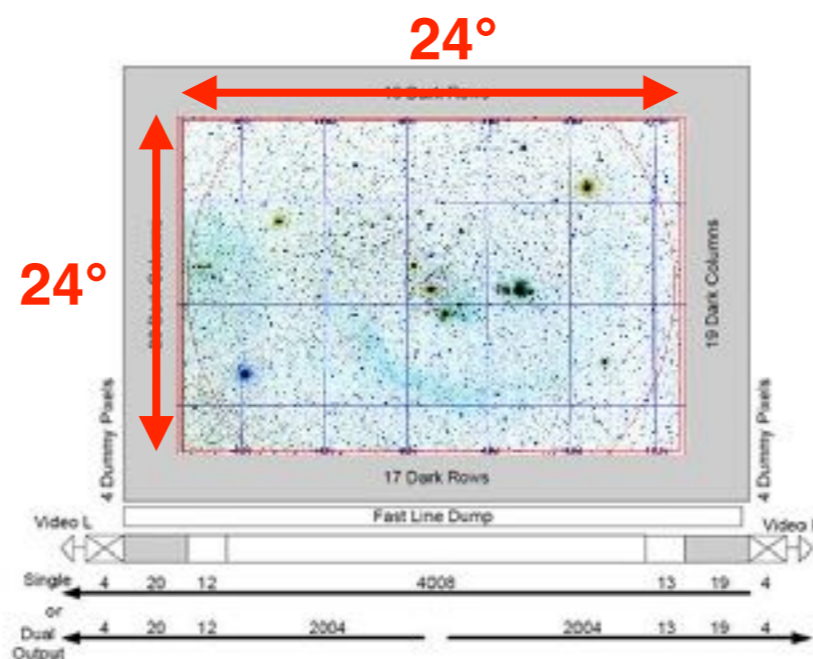 24°
24°
19 Dark Columns
4 Dummy Pixels
4 Dummy Pixels
17 Dark Rows
Fast Line Dump
Video L
Video
Single
4 20 12 4008 13 19 4
or
Dual
4 20 12 2004 2004 13 19 4
Output